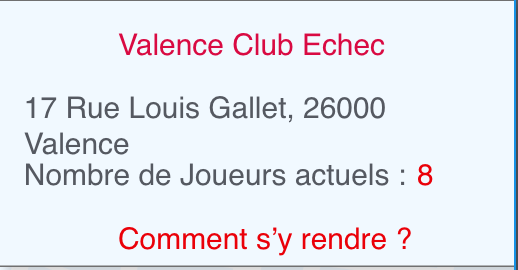 Valence Club Echec
17 Rue Louis Gallet, 26000
Valence
Nombre de Joueurs actuels : 8
Comment s’y rendre ?